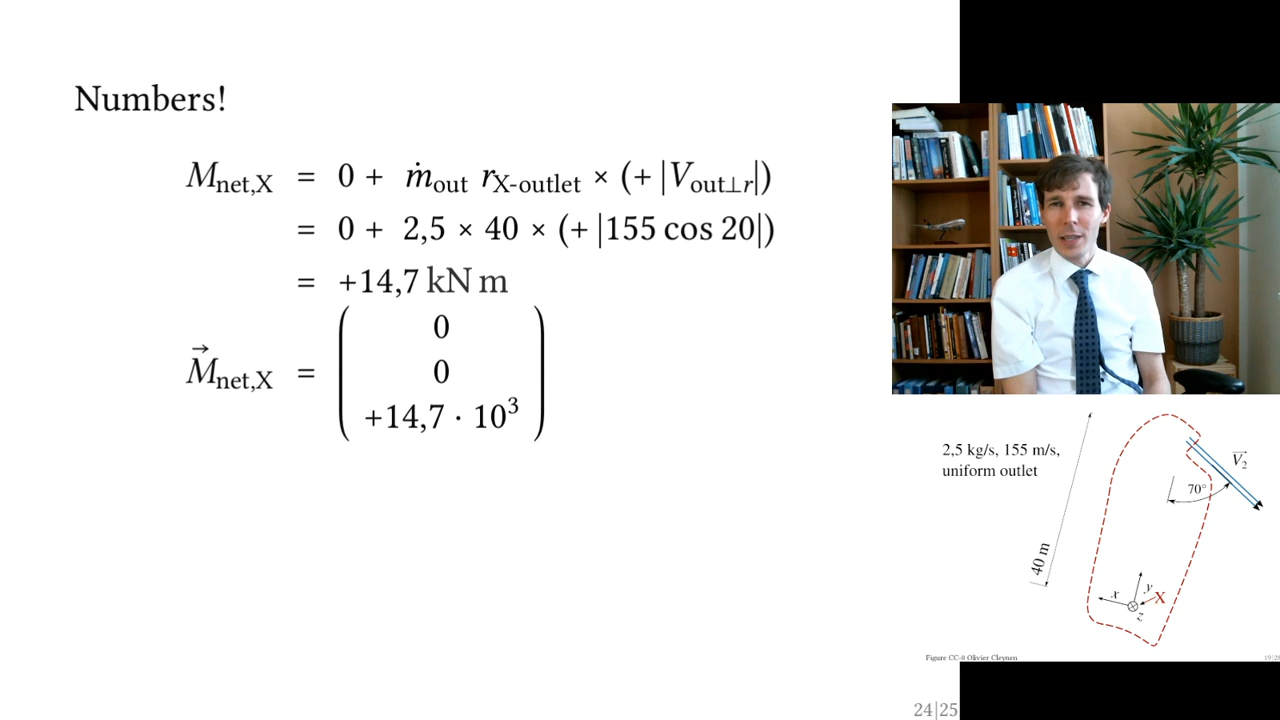 Numbers!
M_net,X = 0 + ṁ_out r_X-outlet × (+ |V_out⊥r|)
= 0 + 2,5 × 40 × (+ |155 cos 20|)
= +14,7 kN m
M⃗_net,X = ( 0
0
+14,7 · 10³ )
2,5 kg/s, 155 m/s,
uniform outlet
V⃗₂
70°
40 m
x
y
X
z
Figure CC-0 Olivier Cleynen
24|25